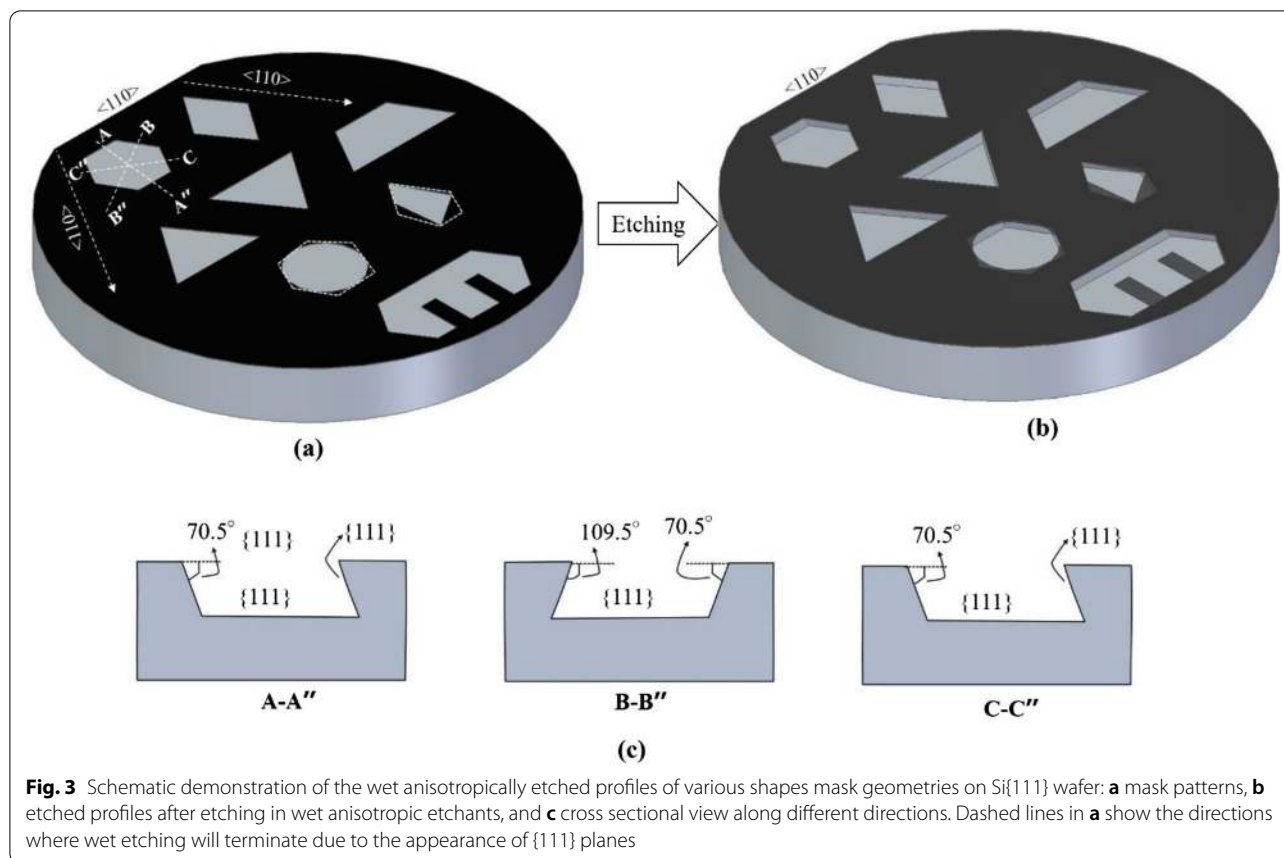 <110>
<110>
<110>
A
B
C
C″
B″
A″
Etching
<110>
(a)
(b)
70.5°
{111}
{111}
{111}
A-A″
109.5°
70.5°
{111}
B-B″
70.5°
{111}
{111}
C-C″
(c)
Fig. 3 Schematic demonstration of the wet anisotropically etched profiles of various shapes mask geometries on Si{111} wafer: a mask patterns, b
etched profiles after etching in wet anisotropic etchants, and c cross sectional view along different directions. Dashed lines in a show the directions
where wet etching will terminate due to the appearance of {111} planes